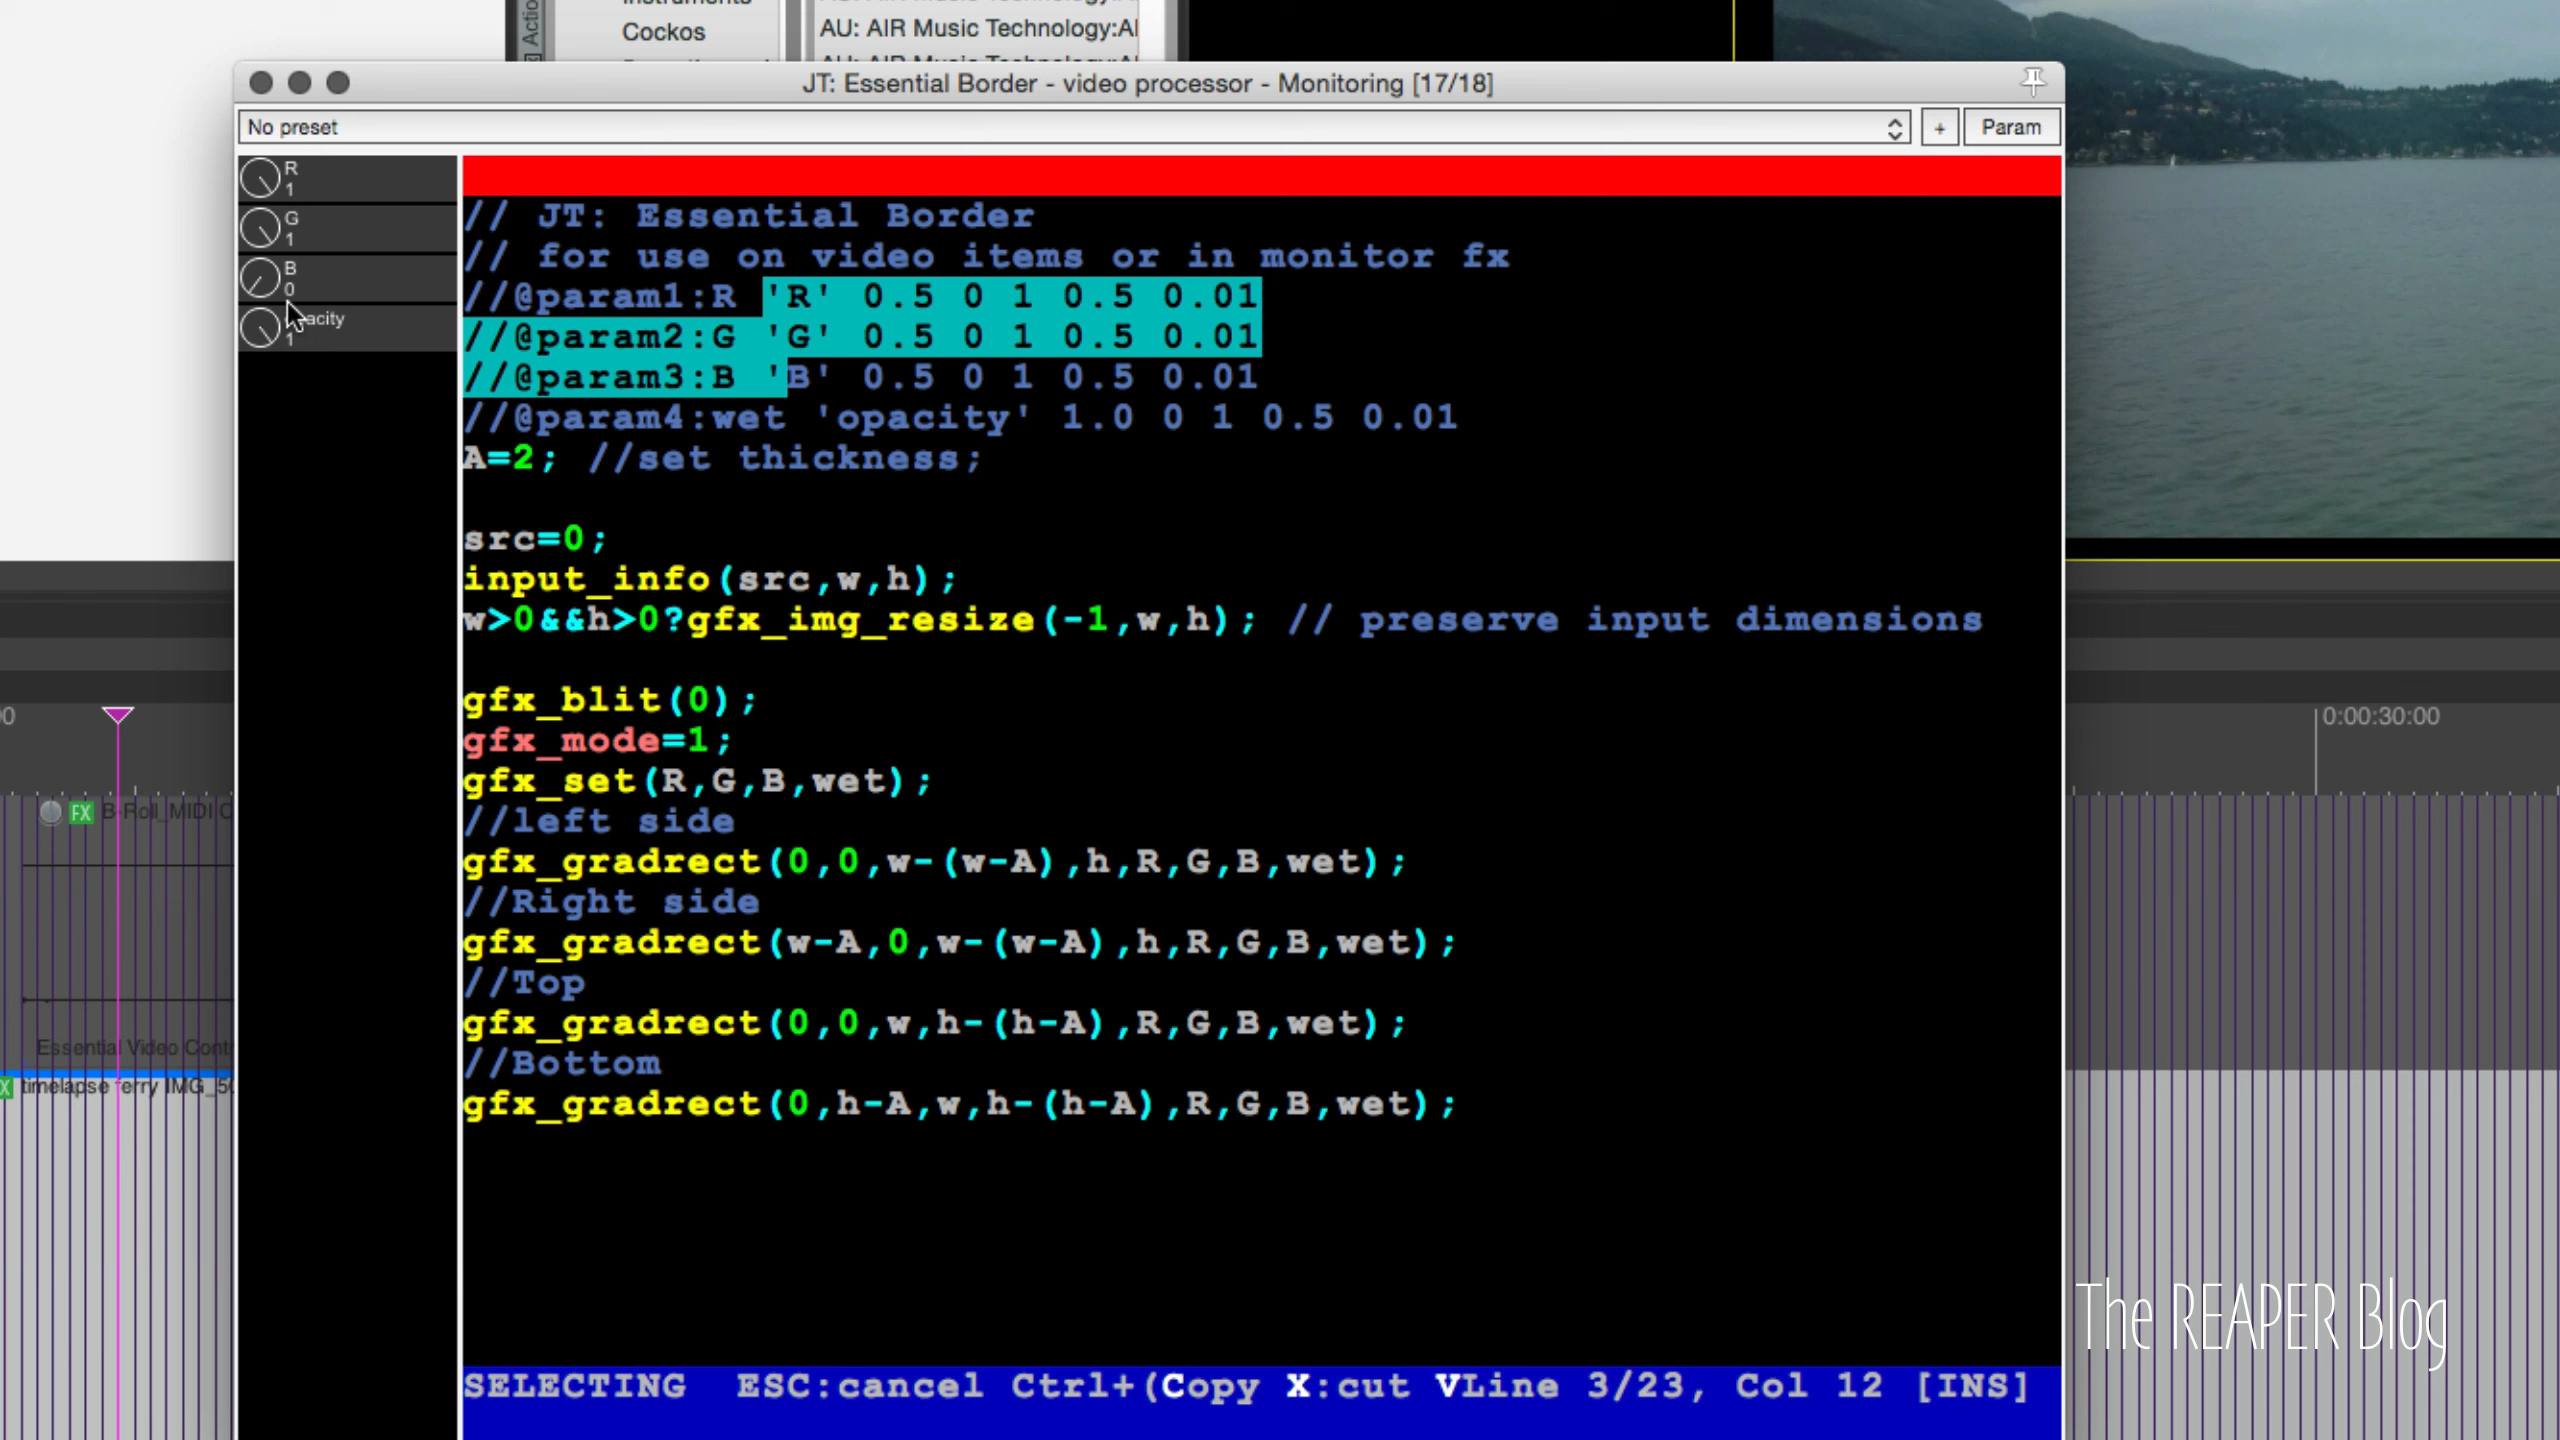 Cockos
AU: AIR Music Technology:
JT: Essential Border - video processor - Monitoring [17/18]
No preset
+
Param
R
1
G
1
B
0
1
// JT: Essential Border
// for use on video items or in monitor fx
//@param1:R 'R' 0.5 0 1 0.5 0.01
//@param2:G 'G' 0.5 0 1 0.5 0.01
//@param3:B 'B' 0.5 0 1 0.5 0.01
//@param4:wet 'opacity' 1.0 0 1 0.5 0.01
A=2; //set thickness;
src=0;
input_info(src,w,h);
w>0&&h>0?gfx_img_resize(-1,w,h); // preserve input dimensions
gfx_blit(0);
gfx_mode=1;
gfx_set(R,G,B,wet);
//left side
gfx_gradrect(0,0,w-(w-A),h,R,G,B,wet);
//Right side
gfx_gradrect(w-A,0,w-(w-A),h,R,G,B,wet);
//Top
gfx_gradrect(0,0,w,h-(h-A),R,G,B,wet);
//Bottom
gfx_gradrect(0,h-A,w,h-(h-A),R,G,B,wet);
SELECTING ESC:cancel Ctrl+(Copy X:cut VLine 3/23, Col 12 [INS]
0:00:30:00
FX B-Roll_MIDI
Essential Video
timelapse ferry
The REAPER Blog